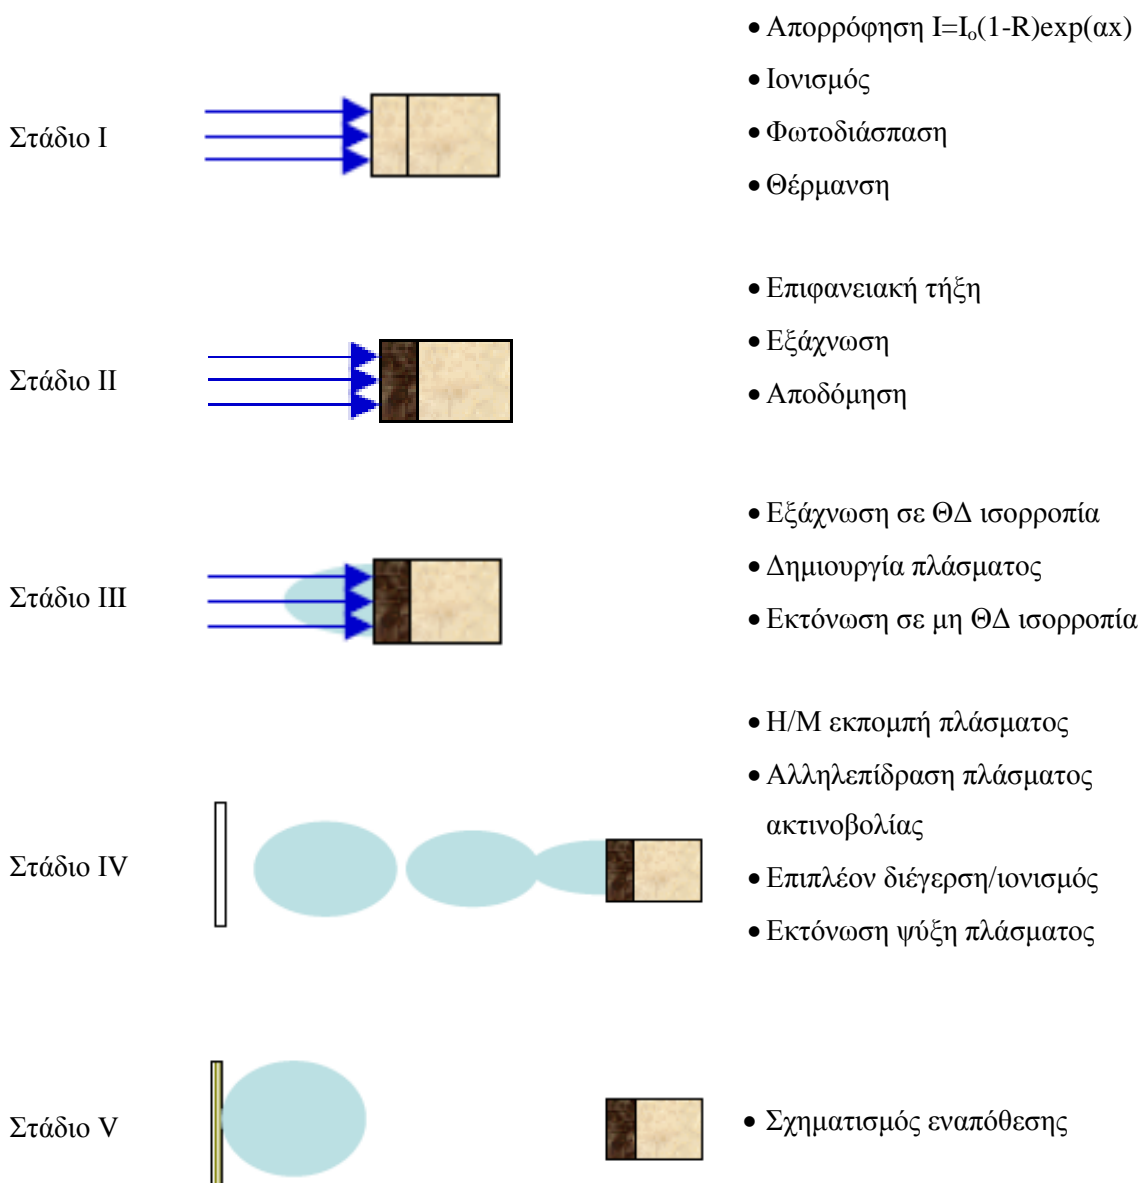 • Απορρόφηση I=Iₒ(1-R)exp(αx)
Στάδιο I
• Ιονισμός
• Φωτοδιάσπαση
• Θέρμανση
Στάδιο II
• Επιφανειακή τήξη
• Εξάχνωση
• Αποδόμηση
Στάδιο III
• Εξάχνωση σε ΘΔ ισορροπία
• Δημιουργία πλάσματος
• Εκτόνωση σε μη ΘΔ ισορροπία
Στάδιο IV
• Η/Μ εκπομπή πλάσματος
• Αλληλεπίδραση πλάσματος
ακτινοβολίας
• Επιπλέον διέγερση/ιονισμός
• Εκτόνωση ψύξη πλάσματος
Στάδιο V
• Σχηματισμός εναπόθεσης